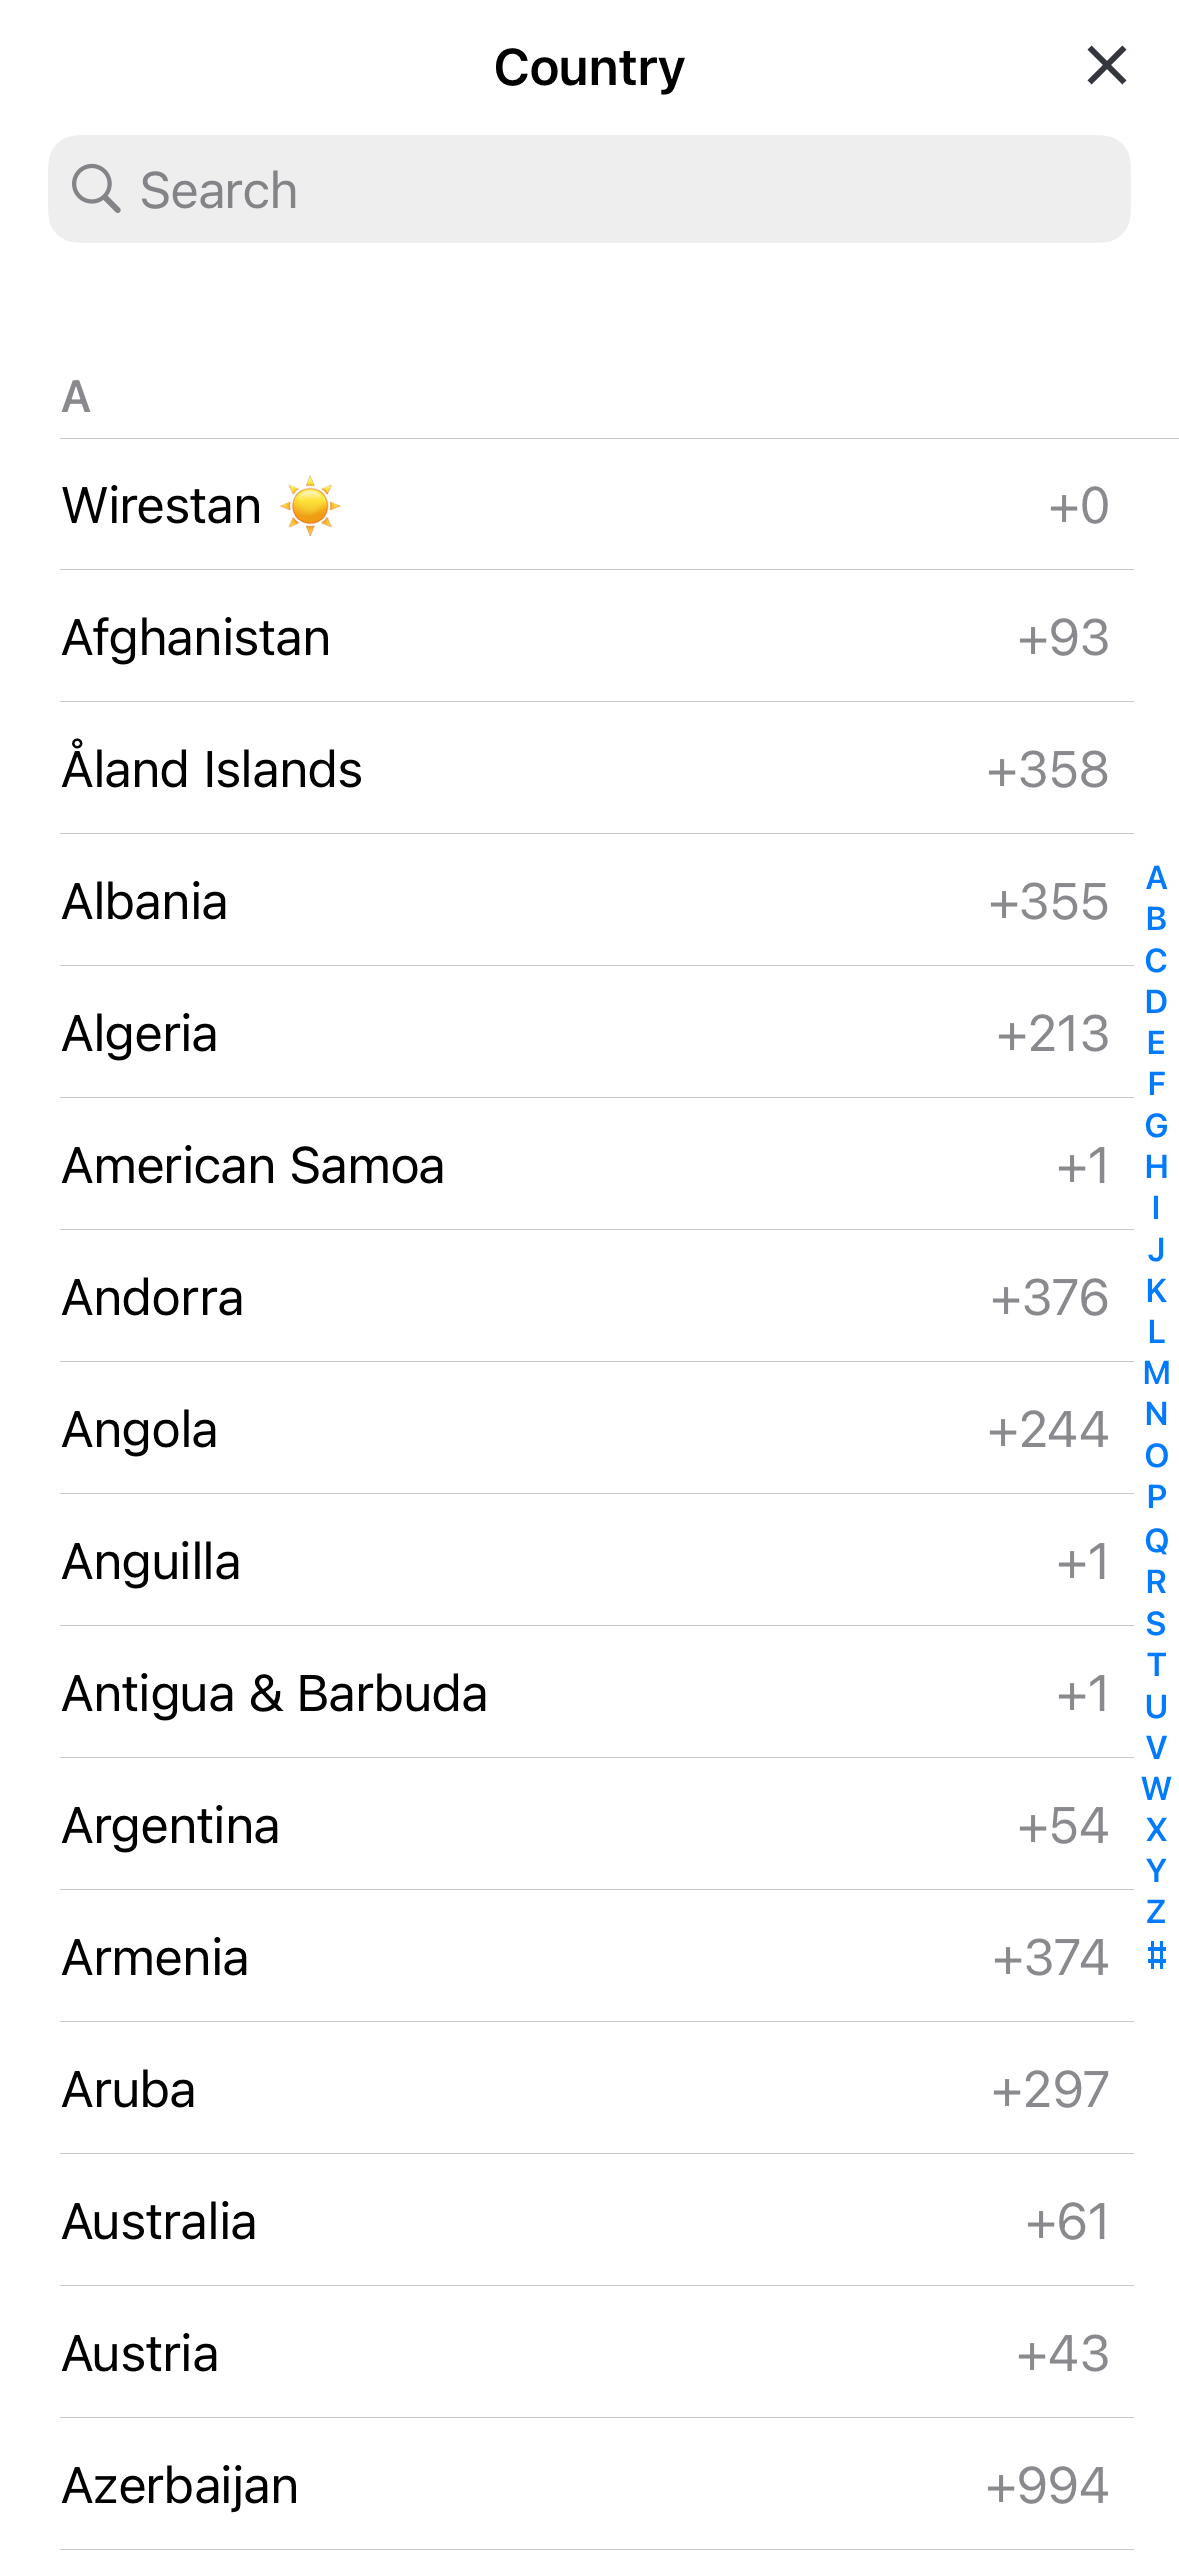 Country
Search
A
Wirestan ☀️ +0
Afghanistan +93
Åland Islands +358
Albania +355
Algeria +213
American Samoa +1
Andorra +376
Angola +244
Anguilla +1
Antigua & Barbuda +1
Argentina +54
Armenia +374
Aruba +297
Australia +61
Austria +43
Azerbaijan +994
A
B
C
D
E
F
G
H
I
J
K
L
M
N
O
P
Q
R
S
T
U
V
W
X
Y
Z
#